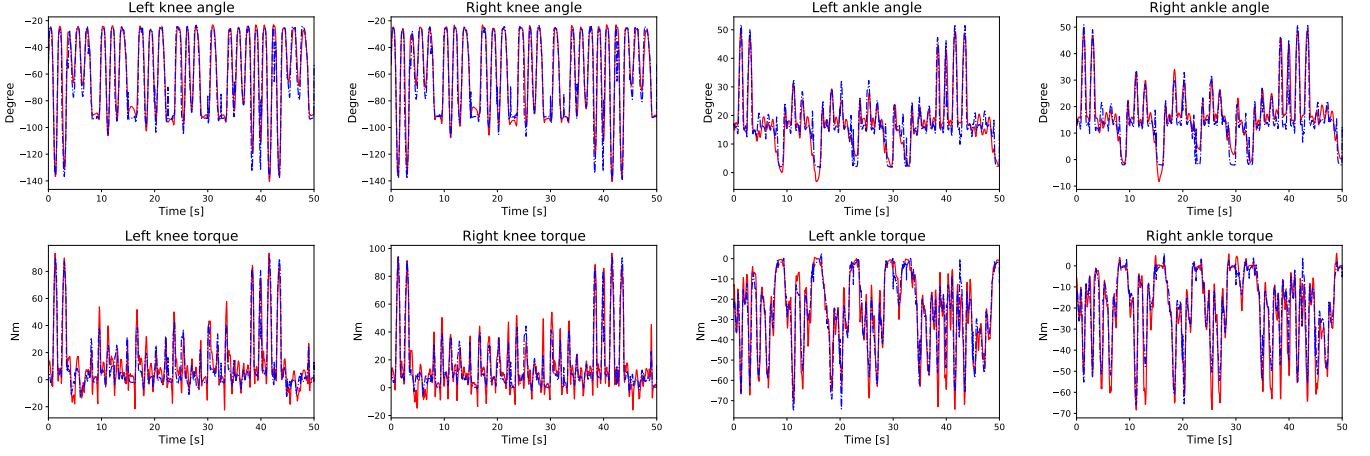 Left knee angle
Degree
−20
−40
−60
−80
−100
−120
−140
0 10 20 30 40 50
Time [s]
Right knee angle
Degree
−20
−40
−60
−80
−100
−120
−140
0 10 20 30 40 50
Time [s]
Left ankle angle
Degree
50
40
30
20
10
0
0 10 20 30 40 50
Time [s]
Right ankle angle
Degree
50
40
30
20
10
0
−10
0 10 20 30 40 50
Time [s]
Left knee torque
Nm
80
60
40
20
0
−20
0 10 20 30 40 50
Time [s]
Right knee torque
Nm
100
80
60
40
20
0
−20
0 10 20 30 40 50
Time [s]
Left ankle torque
Nm
0
−10
−20
−30
−40
−50
−60
−70
0 10 20 30 40 50
Time [s]
Right ankle torque
Nm
0
−10
−20
−30
−40
−50
−60
−70
0 10 20 30 40 50
Time [s]